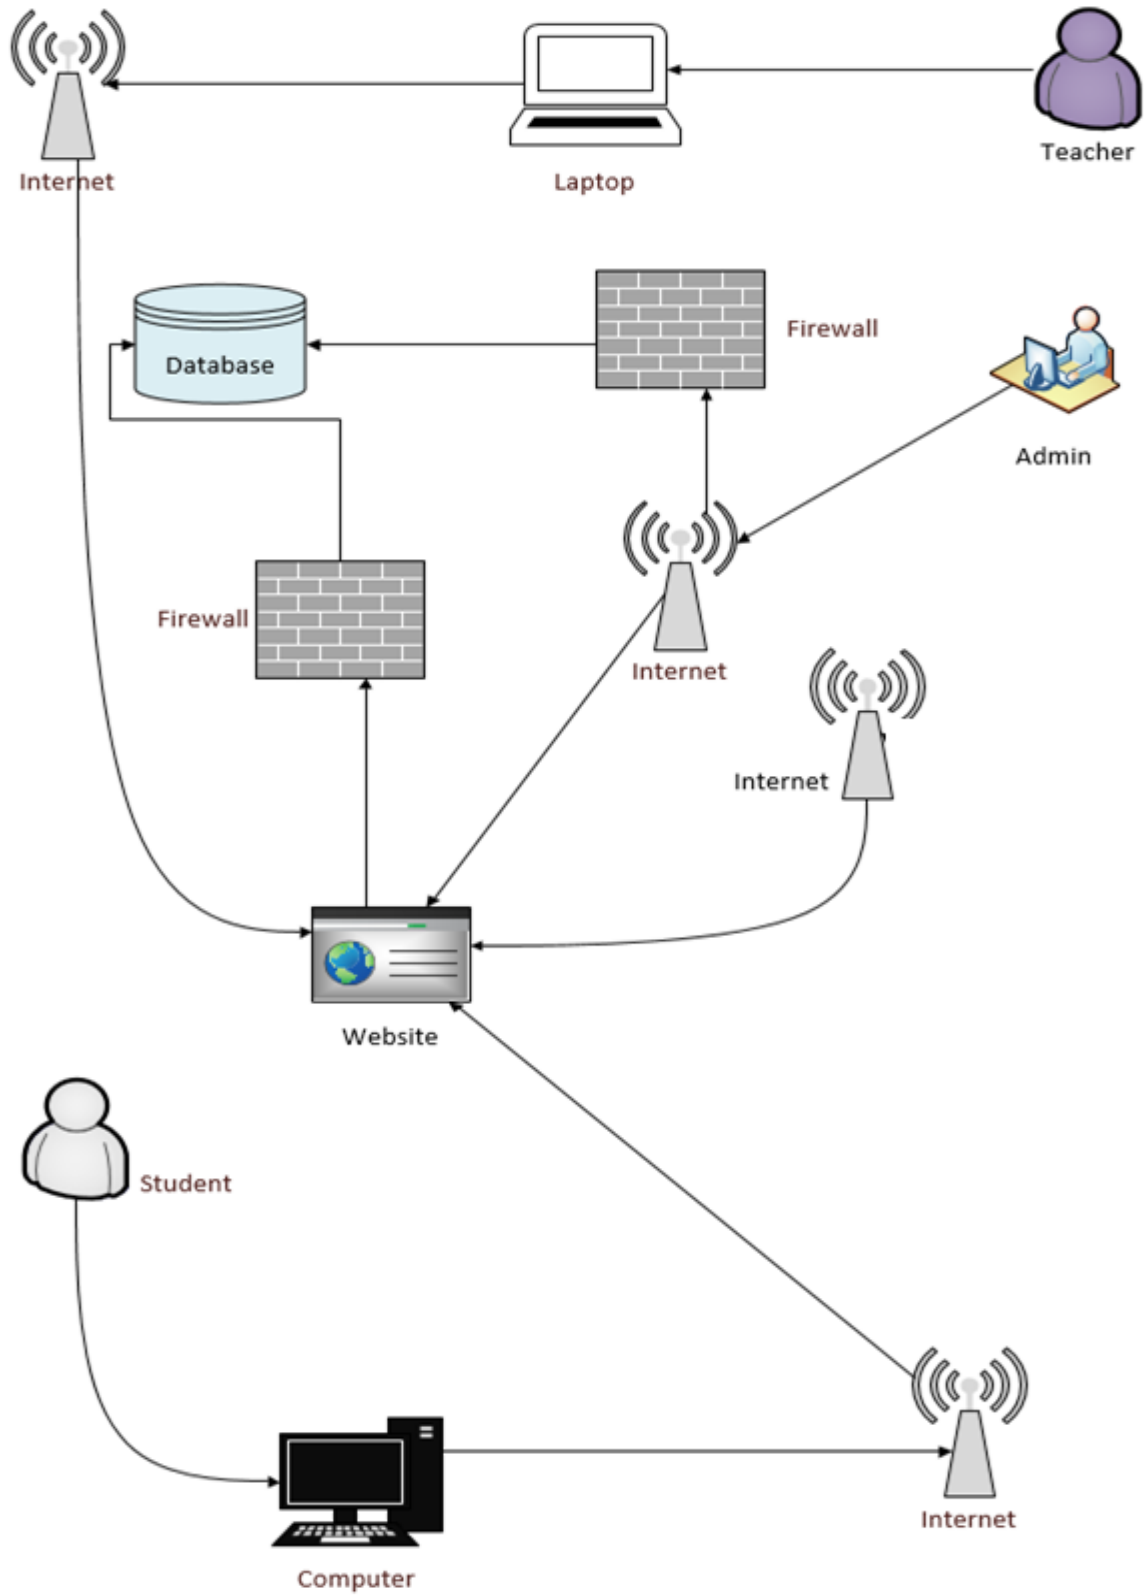 Teacher
Internet
Laptop
Firewall
Database
Admin
Firewall
Internet
Internet
Website
Student
Internet
Computer